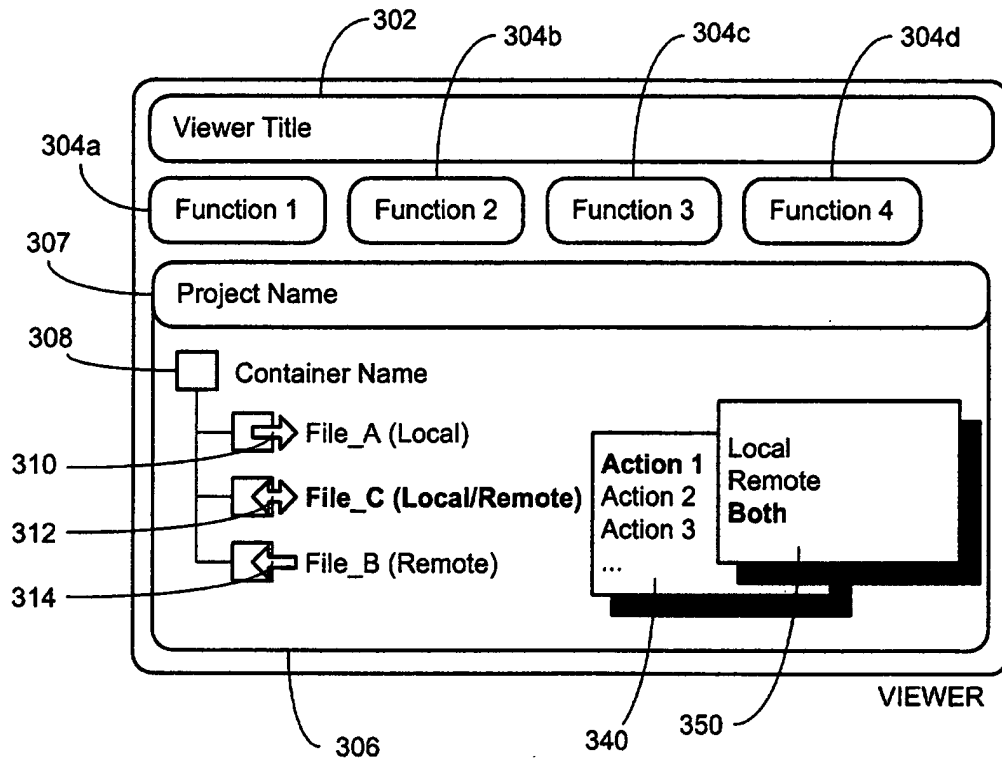 302
304b
304c
304d
Viewer Title
304a
Function 1
Function 2
Function 3
Function 4
307
Project Name
308
Container Name
File_A (Local)
310
File_C (Local/Remote)
312
File_B (Remote)
314
Action 1
Action 2
Action 3
...
Local
Remote
Both
VIEWER
306
340
350